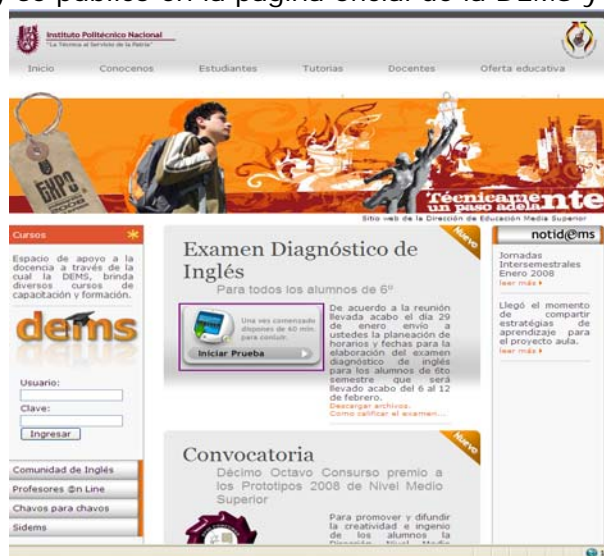 y se publicó en la página oficial de la DEMS y
Instituto Politécnico Nacional
"La Técnica al Servicio de la Patria"
Inicio Conocenos Estudiantes Tutorias Docentes Oferta educativa
EXPO
2008
Técnicamente
un paso adelante
Sitio web de la Dirección de Educación Media Superior
Cursos
Espacio de apoyo a la
docencia a través de la
cual la DEMS, brinda
diversos cursos de
capacitación y formación.
dems
Usuario:
Clave:
Ingresar
Comunidad de Inglés
Profesores @n Line
Chavos para chavos
Sidems
Nuevo
Examen Diagnóstico de
Inglés
Para todos los alumnos de 6º
Una ves comenzado
dispones de 60 min.
para concluir.
Iniciar Prueba
De acuerdo a la reunión
llevada acabo el día 29
de enero envío a
ustedes la planeación de
horarios y fechas para la
elaboración del examen
diagnóstico de inglés
para los alumnos de 6to
semestre que será
llevado acabo del 6 al 12
de febrero.
Descargar archivos.
Como calificar el examen...
Nuevo
Convocatoria
Décimo Octavo Consurso premio a
los Prototipos 2008 de Nivel Medio
Superior
Para promover y difundir
la creatividad e ingenio
de los alumnos la
Dirección Nivel Medio
notid@ms
Jornadas
Intersemestrales
Enero 2008
leer más
Llegó el momento
de compartir
estratégias de
aprendizaje para
el proyecto aula.
leer más